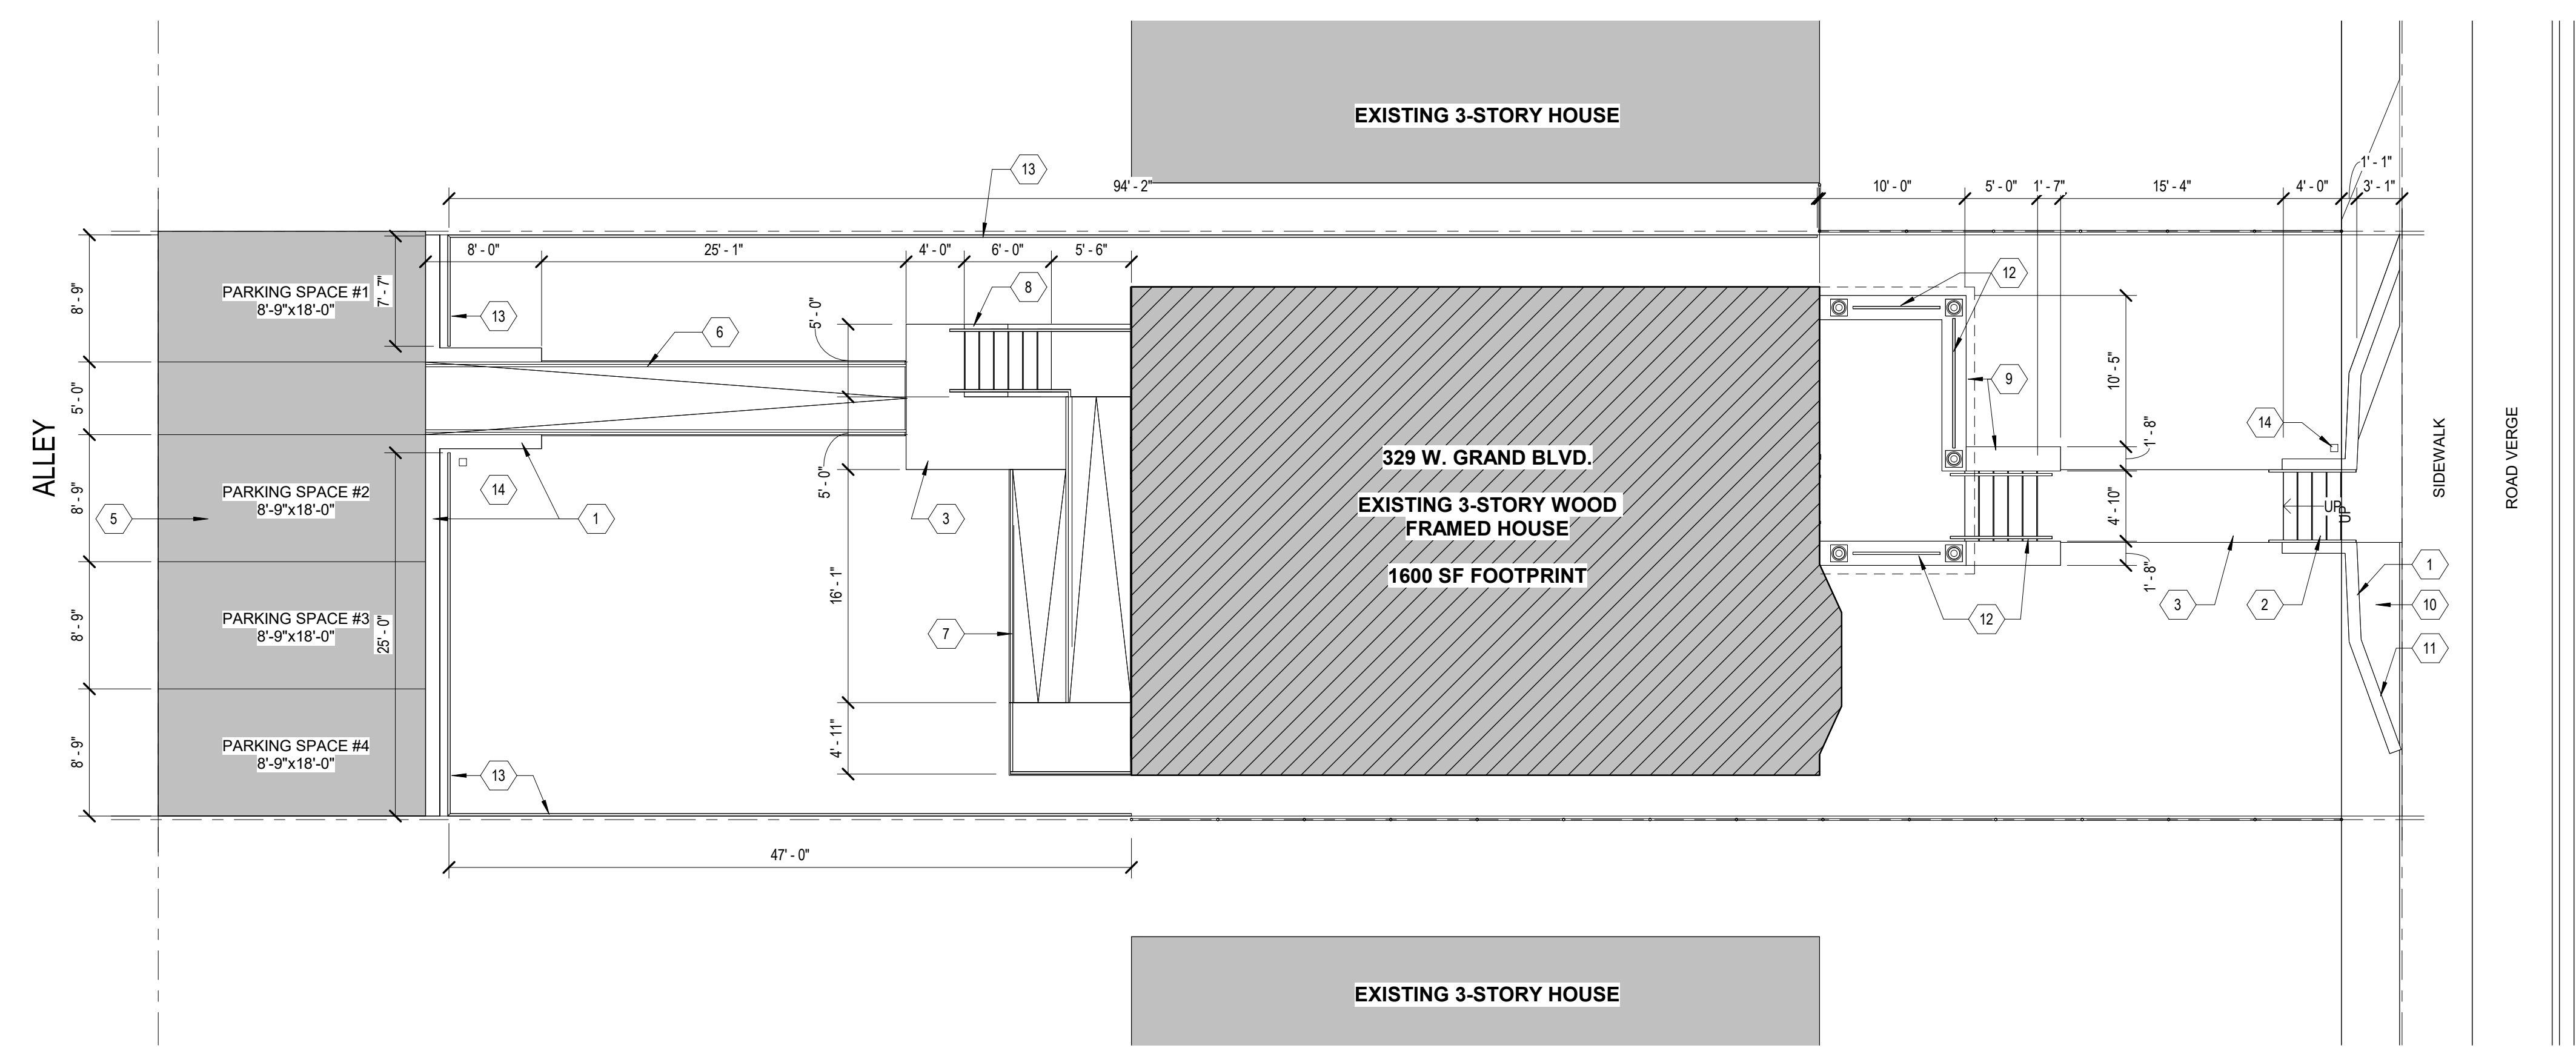 EXISTING 3-STORY HOUSE
13
94' - 2"
10' - 0"
5' - 0"
1' - 7"
15' - 4"
4' - 0"
1' - 1"
3' - 1"
8' - 0"
25' - 1"
4' - 0"
6' - 0"
5' - 6"
8' - 9"
PARKING SPACE #1
8'-9"x18'-0"
7' - 7"
13
6
5' - 0"
8
12
9
10' - 5"
5' - 0"
ALLEY
8' - 9"
PARKING SPACE #2
8'-9"x18'-0"
5
14
1
5' - 0"
3
329 W. GRAND BLVD.
EXISTING 3-STORY WOOD
FRAMED HOUSE
1600 SF FOOTPRINT
1' - 8"
4' - 10"
1' - 8"
14
UP
UP
SIDEWALK
ROAD VERGE
8' - 9"
PARKING SPACE #3
8'-9"x18'-0"
25' - 0"
16' - 1"
7
12
3
2
1
10
11
8' - 9"
PARKING SPACE #4
8'-9"x18'-0"
13
4' - 11"
47' - 0"
EXISTING 3-STORY HOUSE